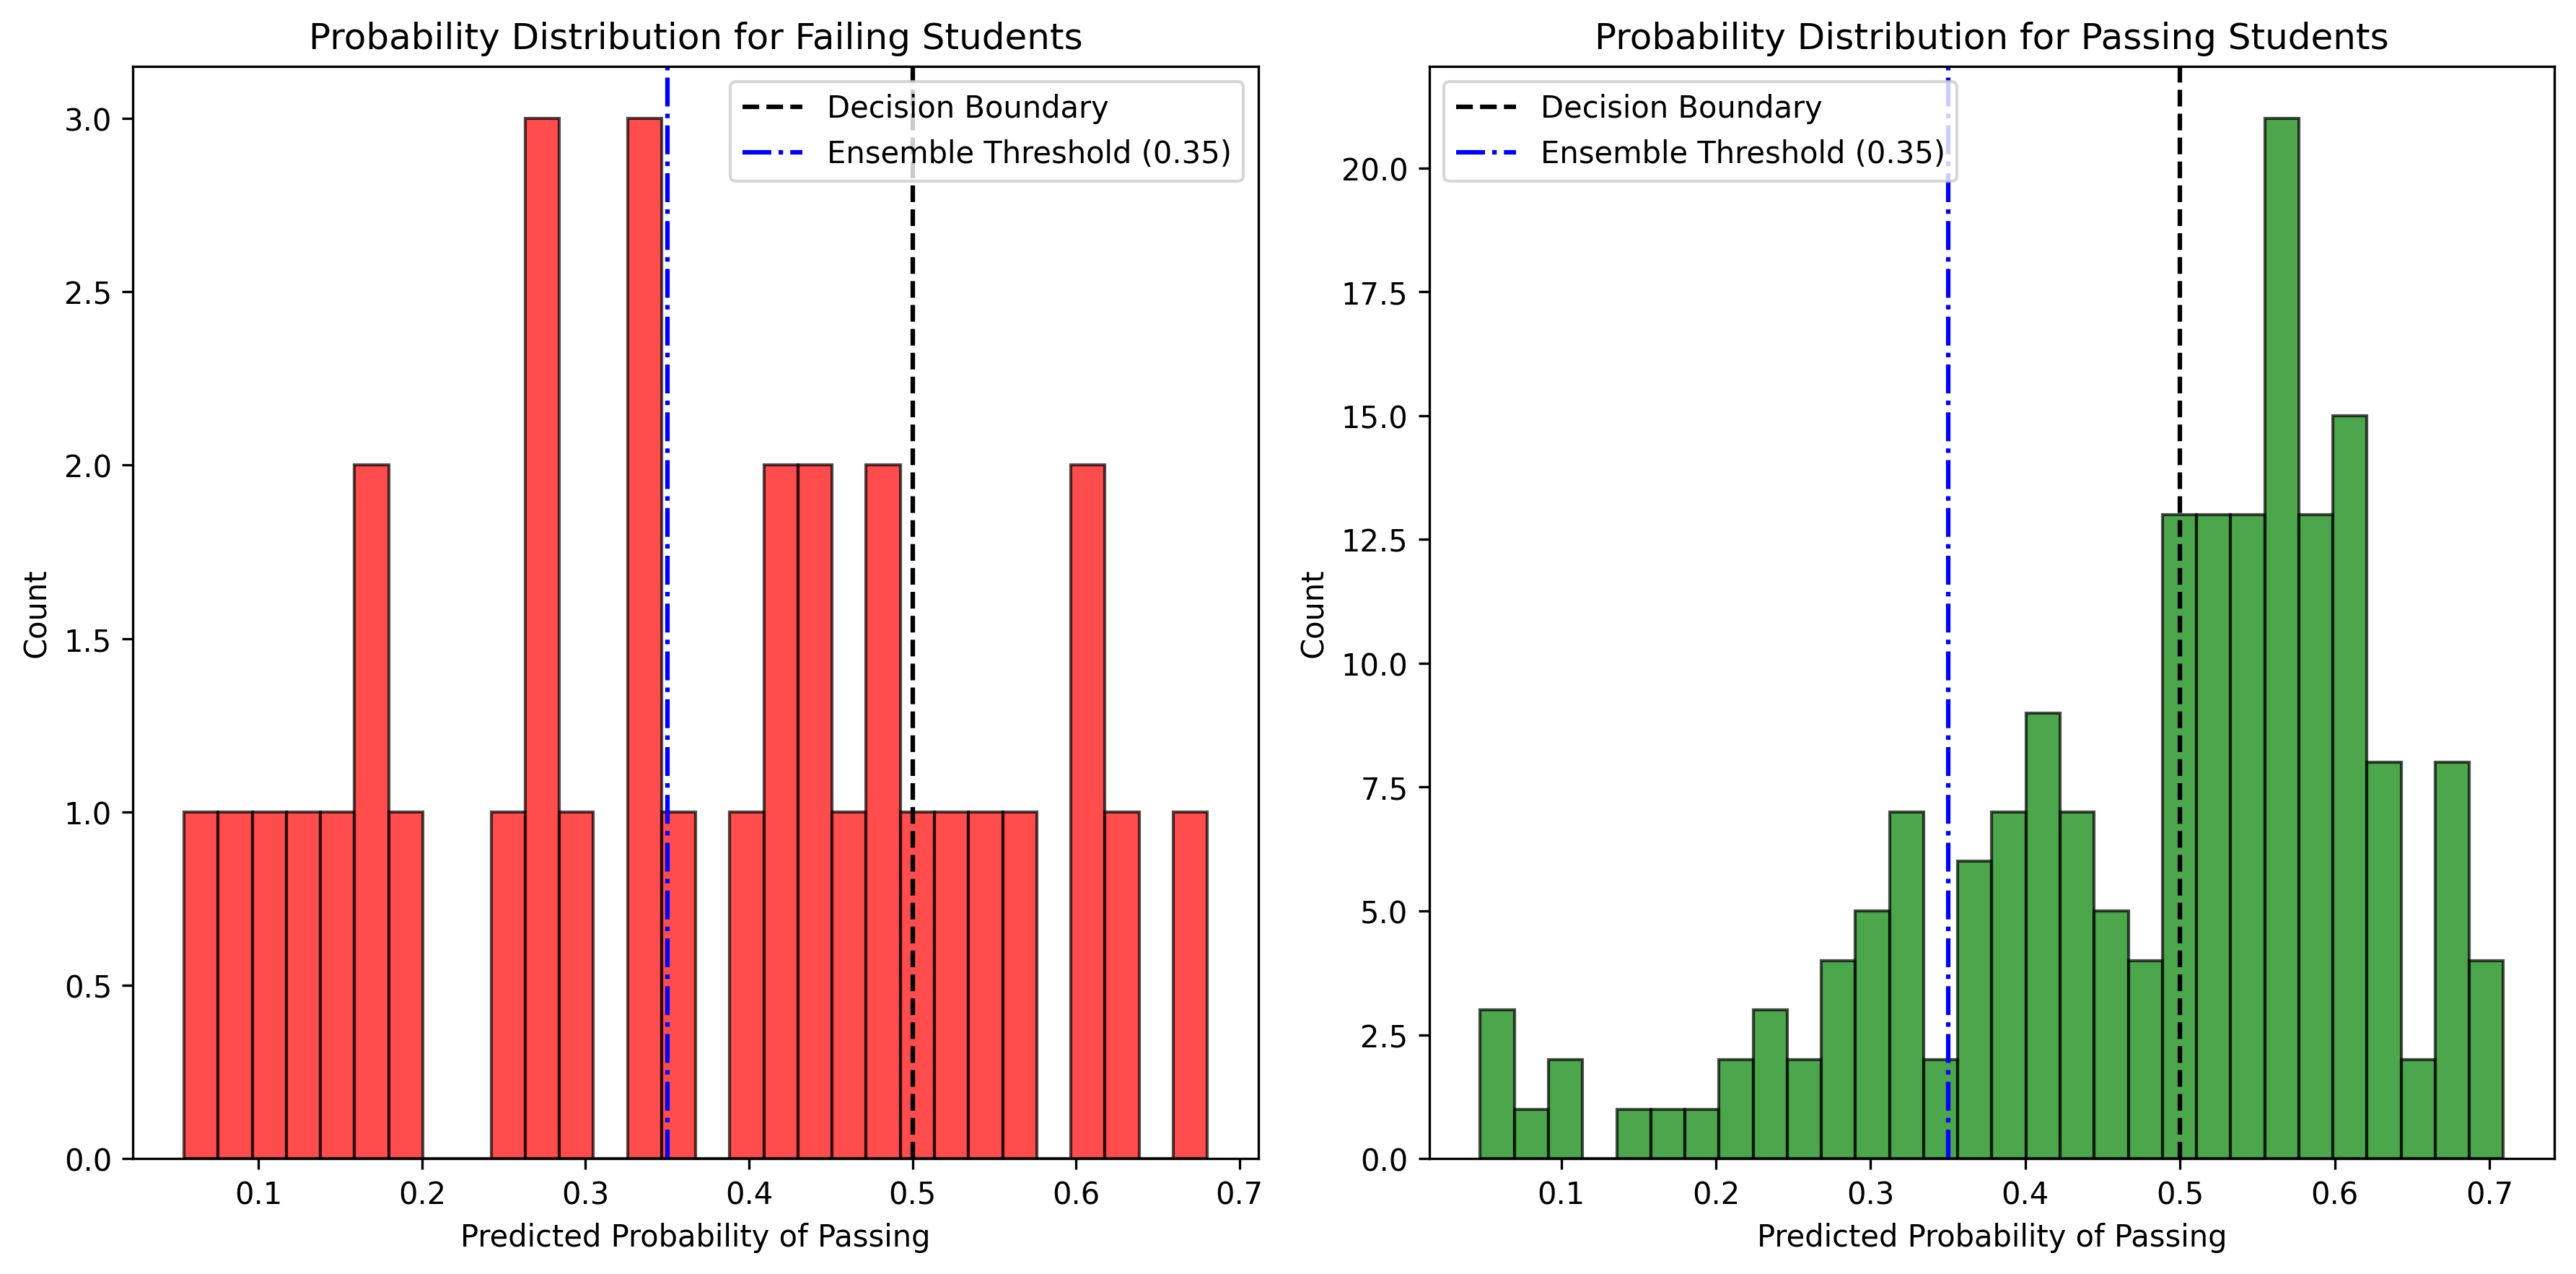 Probability Distribution for Failing Students
Decision Boundary
Ensemble Threshold (0.35)
3.0
2.5
2.0
1.5
1.0
0.5
0.0
Count
0.1 0.2 0.3 0.4 0.5 0.6 0.7
Predicted Probability of Passing
Probability Distribution for Passing Students
Decision Boundary
Ensemble Threshold (0.35)
20.0
17.5
15.0
12.5
10.0
7.5
5.0
2.5
0.0
Count
0.1 0.2 0.3 0.4 0.5 0.6 0.7
Predicted Probability of Passing